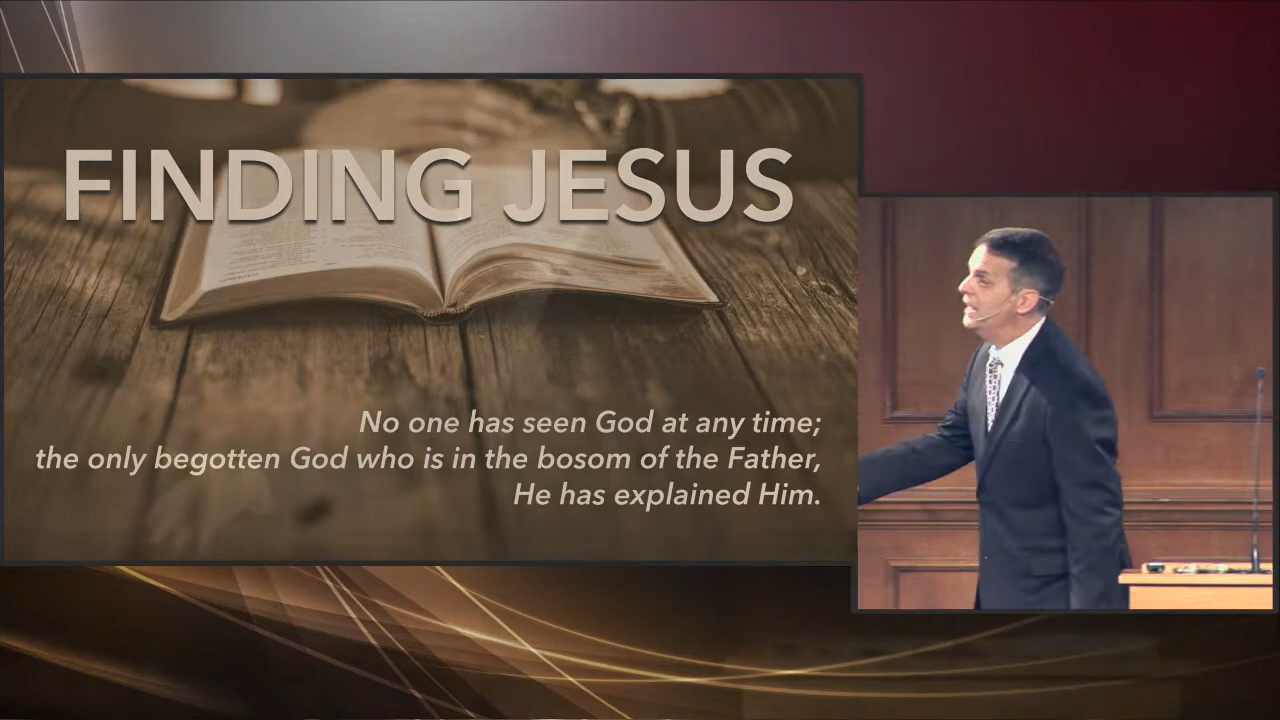 FINDING JESUS
No one has seen God at any time;
the only begotten God who is in the bosom of the Father,
He has explained Him.